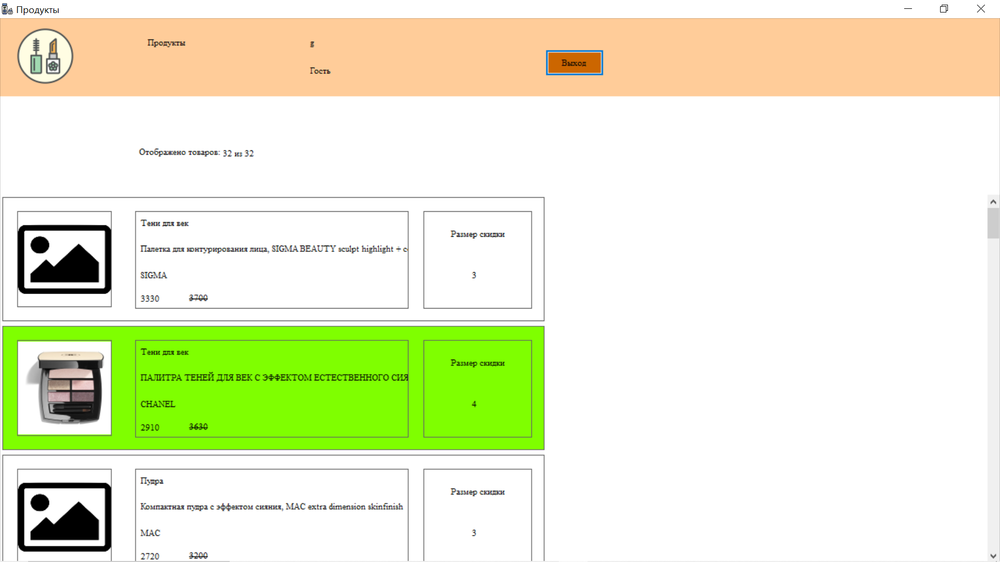 Продукты
Продукты
g
Гость
Выход
Отображено товаров: 32 из 32
Тени для век
Палетка для контурирования лица, SIGMA BEAUTY sculpt highlight + c
SIGMA
3330 3700
Размер скидки
3
Тени для век
ПАЛИТРА ТЕНЕЙ ДЛЯ ВЕК С ЭФФЕКТОМ ЕСТЕСТВЕННОГО СИЯ
CHANEL
2910 3630
Размер скидки
4
Пудра
Компактная пудра с эффектом сияния, MAC extra dimension skinfinish
MAC
2720 3200
Размер скидки
3